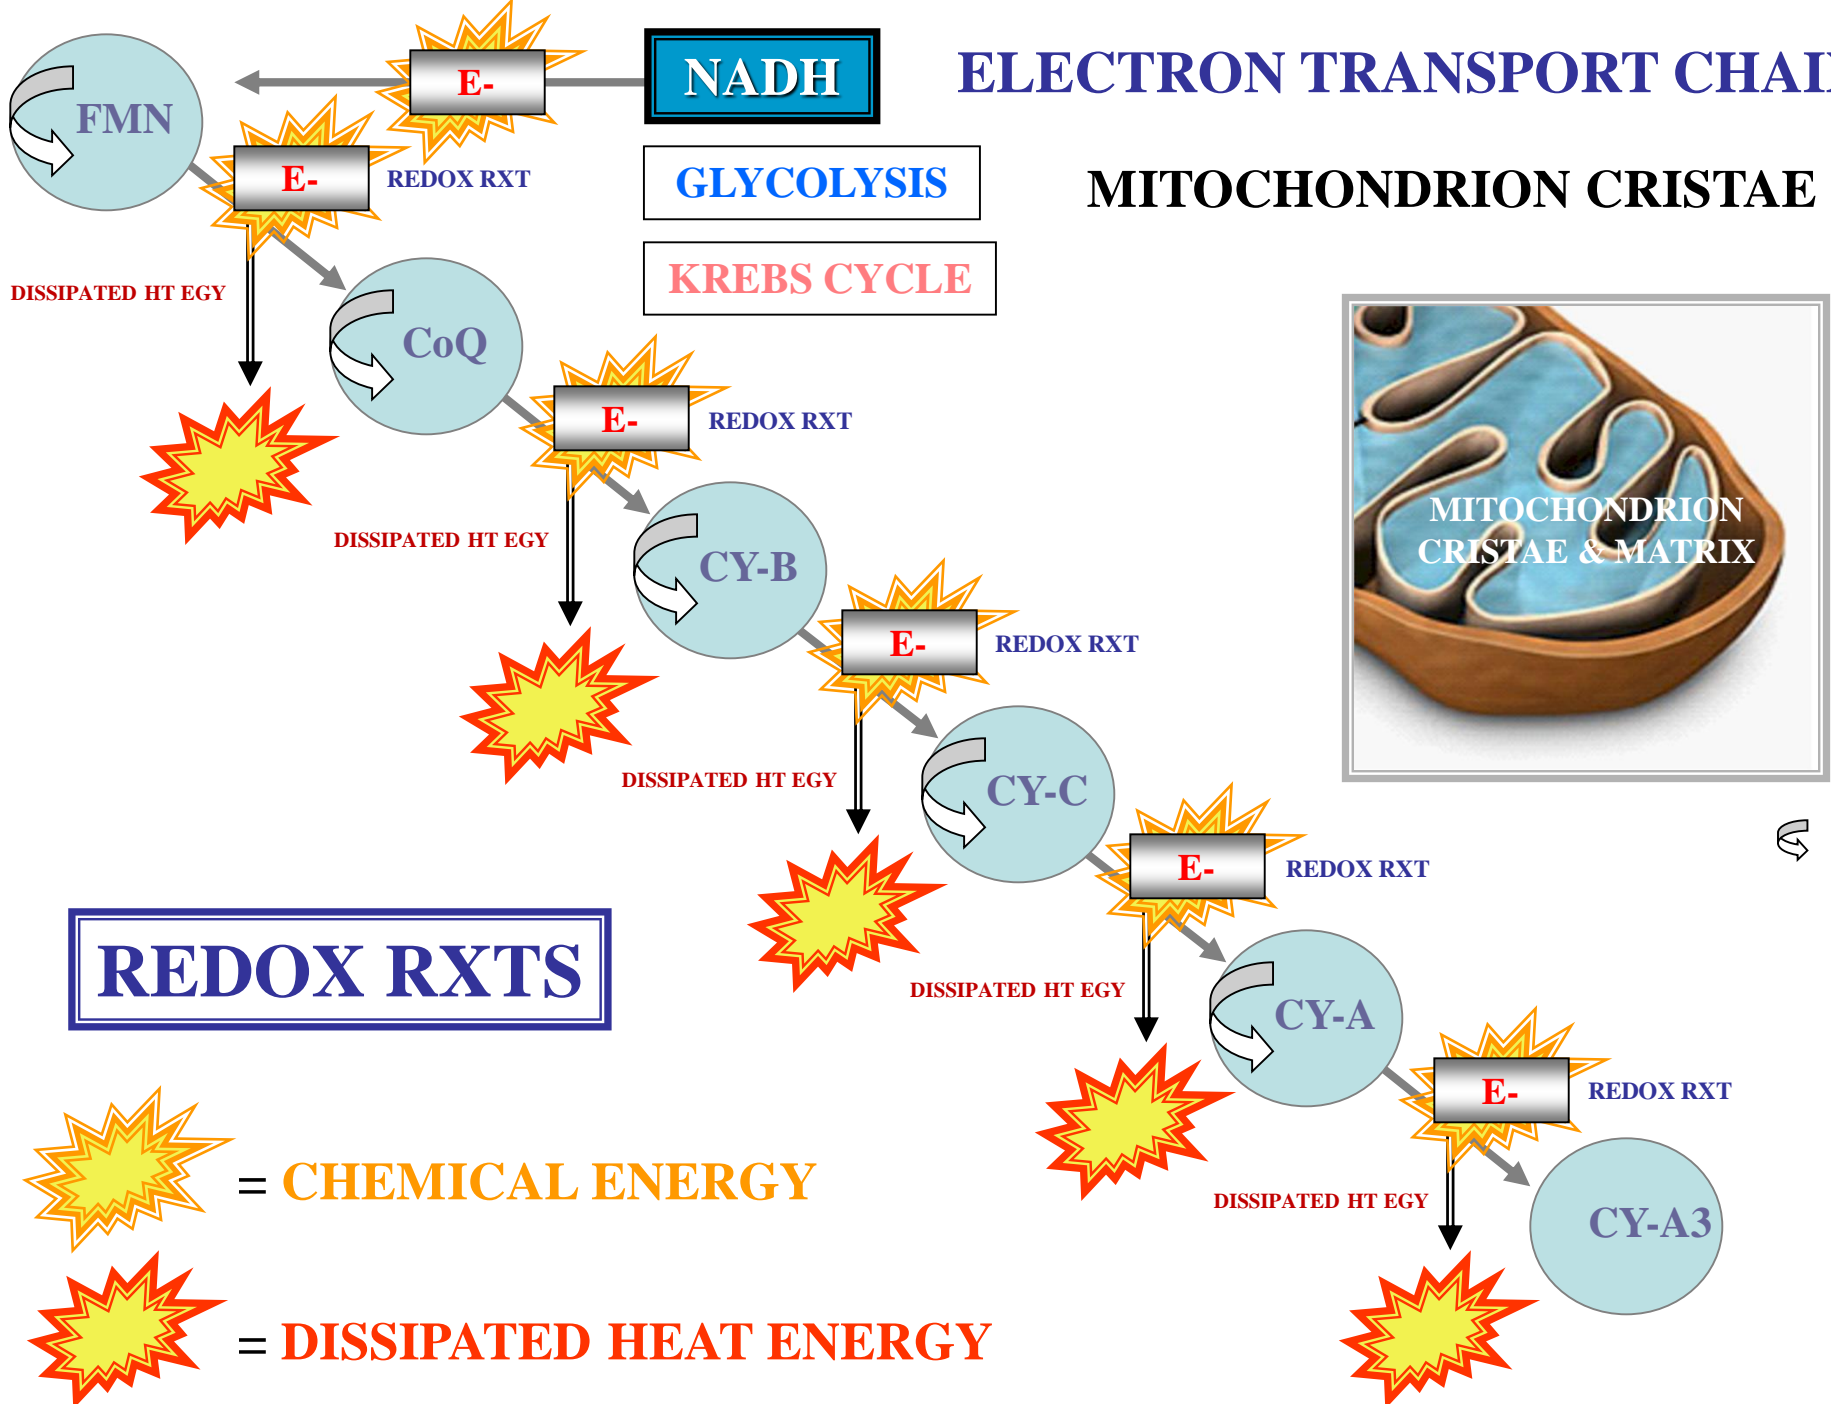 E-
NADH
ELECTRON TRANSPORT CHAI
FMN
E-
REDOX RXT
GLYCOLYSIS
MITOCHONDRION CRISTAE
KREBS CYCLE
DISSIPATED HT EGY
CoQ
E-
REDOX RXT
MITOCHONDRION
CRISTAE & MATRIX
DISSIPATED HT EGY
CY-B
E-
REDOX RXT
DISSIPATED HT EGY
CY-C
E-
REDOX RXT
REDOX RXTS
DISSIPATED HT EGY
CY-A
E-
REDOX RXT
= CHEMICAL ENERGY
DISSIPATED HT EGY
CY-A3
= DISSIPATED HEAT ENERGY